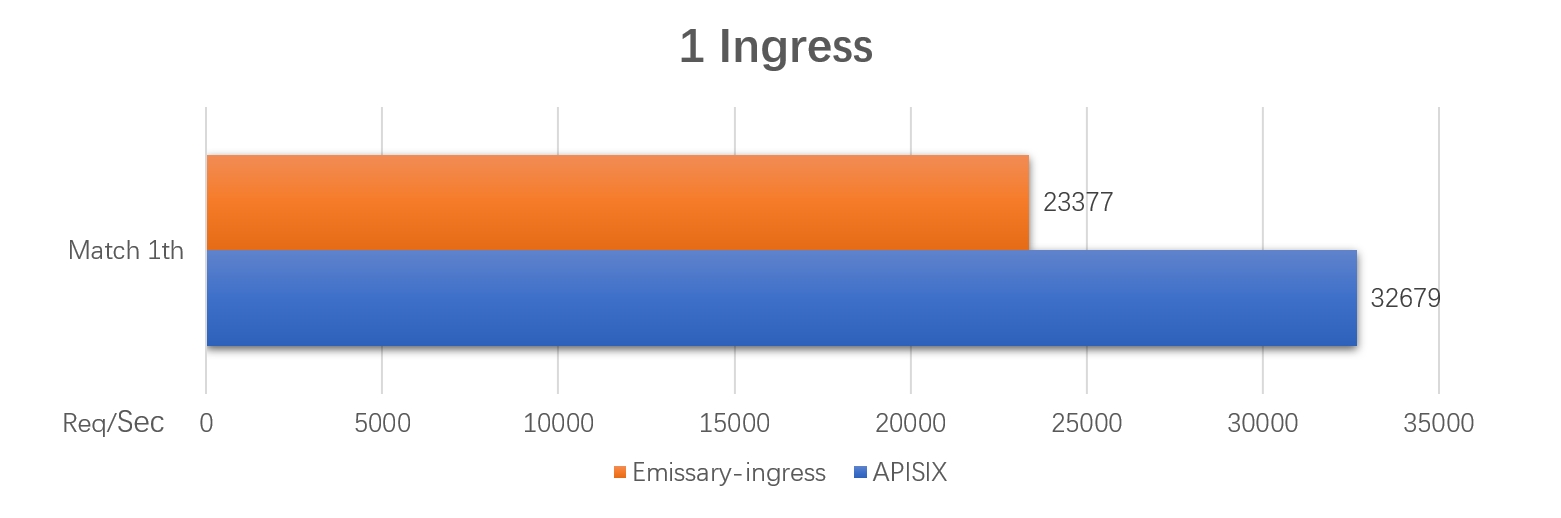 1 Ingress
23377
Match 1th
32679
Req/Sec 0 5000 10000 15000 20000 25000 30000 35000
Emissary-ingress APISIX